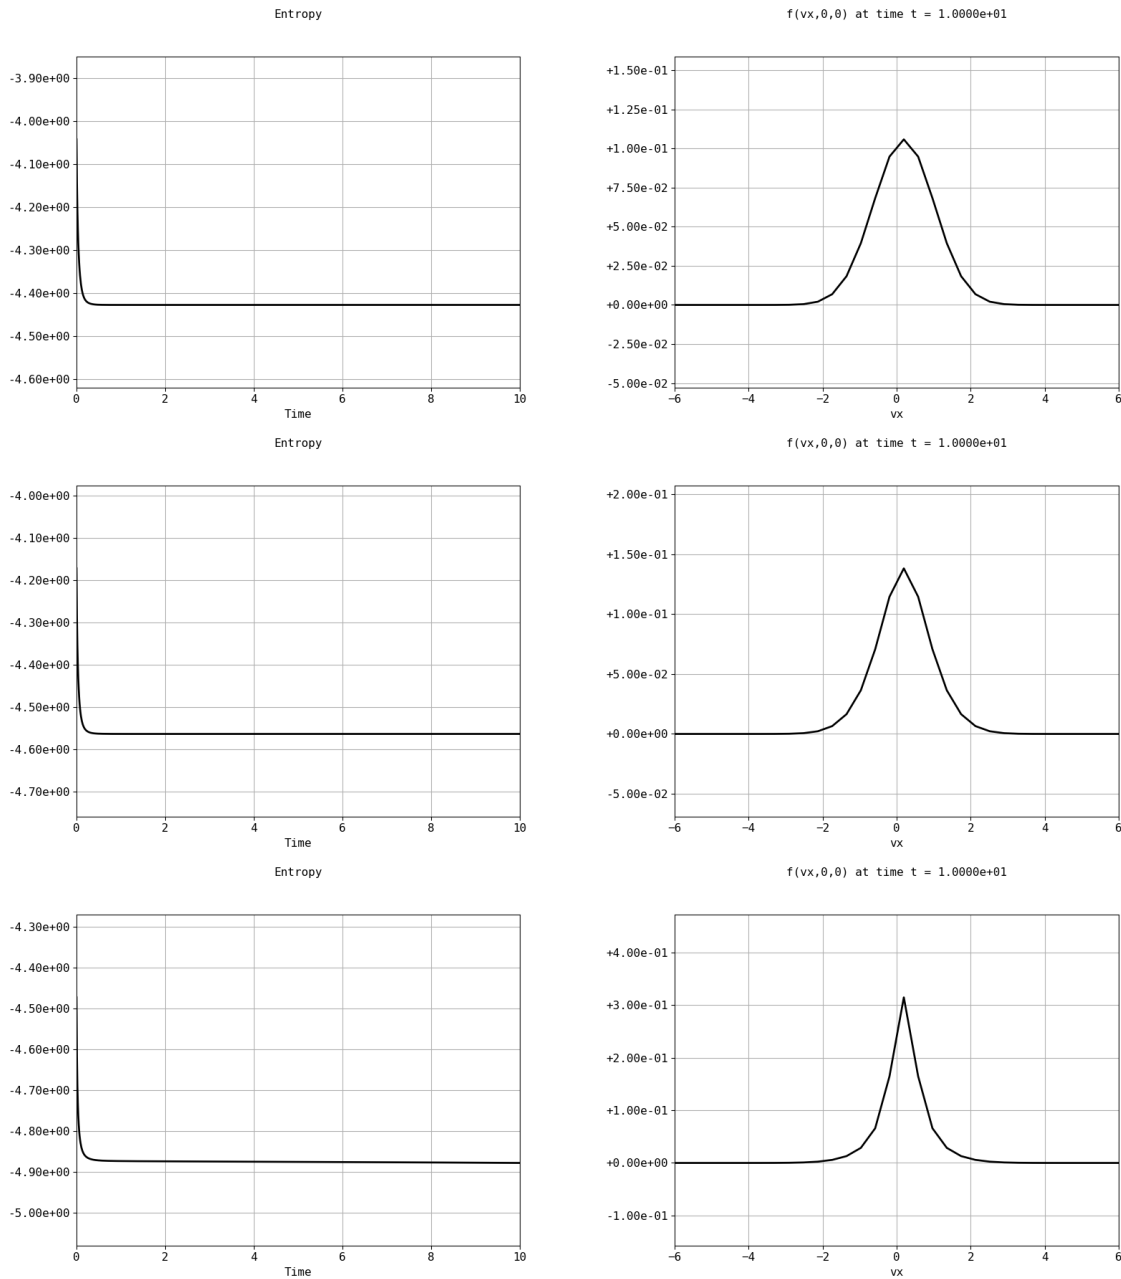 Entropy
-3.90e+00
-4.00e+00
-4.10e+00
-4.20e+00
-4.30e+00
-4.40e+00
-4.50e+00
-4.60e+00
0 2 4 6 8 10
Time
f(vx,0,0) at time t = 1.0000e+01
+1.50e-01
+1.25e-01
+1.00e-01
+7.50e-02
+5.00e-02
+2.50e-02
+0.00e+00
-2.50e-02
-5.00e-02
−6 −4 −2 0 2 4 6
vx
Entropy
-4.00e+00
-4.10e+00
-4.20e+00
-4.30e+00
-4.40e+00
-4.50e+00
-4.60e+00
-4.70e+00
0 2 4 6 8 10
Time
f(vx,0,0) at time t = 1.0000e+01
+2.00e-01
+1.50e-01
+1.00e-01
+5.00e-02
+0.00e+00
-5.00e-02
−6 −4 −2 0 2 4 6
vx
Entropy
-4.30e+00
-4.40e+00
-4.50e+00
-4.60e+00
-4.70e+00
-4.80e+00
-4.90e+00
-5.00e+00
0 2 4 6 8 10
Time
f(vx,0,0) at time t = 1.0000e+01
+4.00e-01
+3.00e-01
+2.00e-01
+1.00e-01
+0.00e+00
-1.00e-01
−6 −4 −2 0 2 4 6
vx